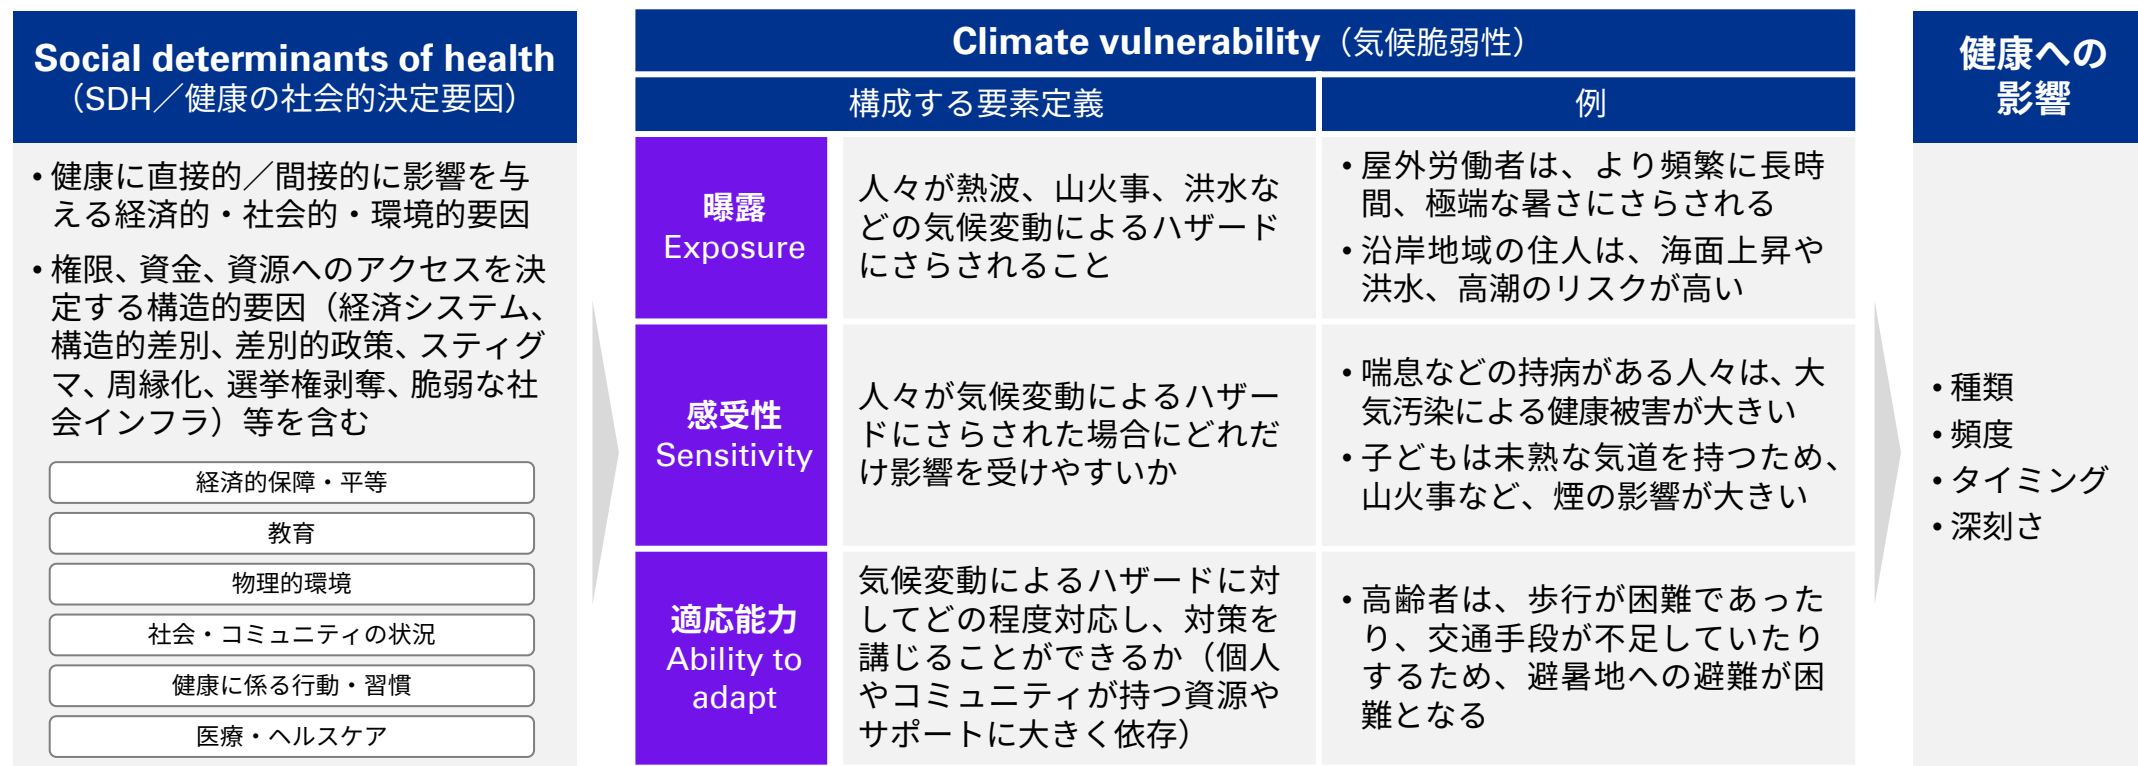 Social determinants of health
（SDH／健康の社会的決定要因）
• 健康に直接的／間接的に影響を与
える経済的・社会的・環境的要因
• 権限、資金、資源へのアクセスを決
定する構造的要因（経済システム、
構造的差別、差別的政策、スティグ
マ、周縁化、選挙権剥奪、脆弱な社
会インフラ）等を含む
経済的保障・平等
教育
物理的環境
社会・コミュニティの状況
健康に係る行動・習慣
医療・ヘルスケア
Climate vulnerability（気候脆弱性）
構成する要素定義
例
曝露
Exposure
人々が熱波、山火事、洪水な
どの気候変動によるハザード
にさらされること
• 屋外労働者は、より頻繁に長時
間、極端な暑さにさらされる
• 沿岸地域の住人は、海面上昇や
洪水、高潮のリスクが高い
感受性
Sensitivity
人々が気候変動によるハザー
ドにさらされた場合にどれだ
け影響を受けやすいか
• 喘息などの持病がある人々は、大
気汚染による健康被害が大きい
• 子どもは未熟な気道を持つため、
山火事など、煙の影響が大きい
適応能力
Ability to
adapt
気候変動によるハザードに対
してどの程度対応し、対策を
講じることができるか（個人
やコミュニティが持つ資源や
サポートに大きく依存）
• 高齢者は、歩行が困難であった
り、交通手段が不足していたり
するため、避暑地への避難が困
難となる
健康への
影響
• 種類
• 頻度
• タイミング
• 深刻さ